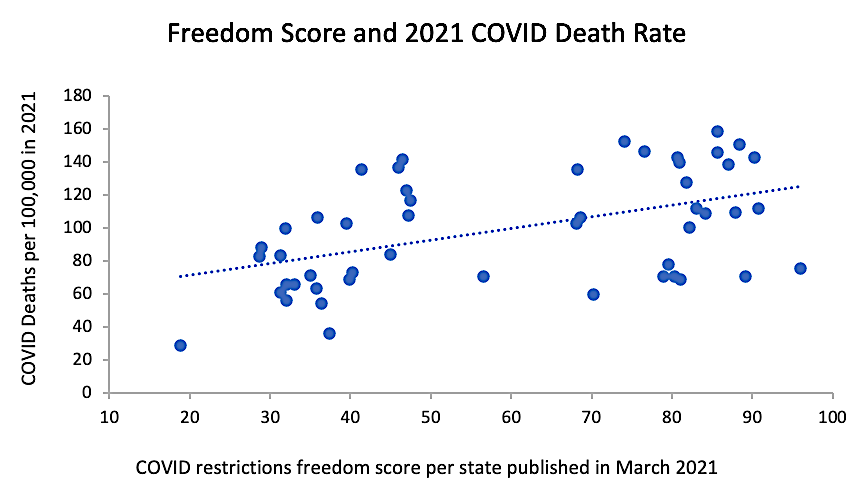 Freedom Score and 2021 COVID Death Rate
COVID Deaths per 100,000 in 2021
180
160
140
120
100
80
60
40
20
0
10 20 30 40 50 60 70 80 90 100
COVID restrictions freedom score per state published in March 2021